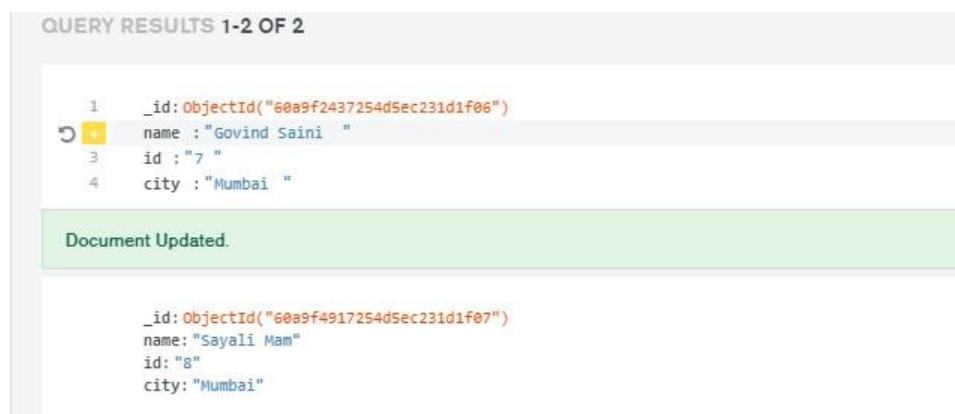 QUERY RESULTS 1-2 OF 2
1 _id: ObjectId("60a9f2437254d5ec231d1f06")
+ name : "Govind Saini  "
3 id : "7 "
4 city : "Mumbai  "
Document Updated.
_id: ObjectId("60a9f4917254d5ec231d1f07")
name: "Sayali Mam"
id: "8"
city: "Mumbai"